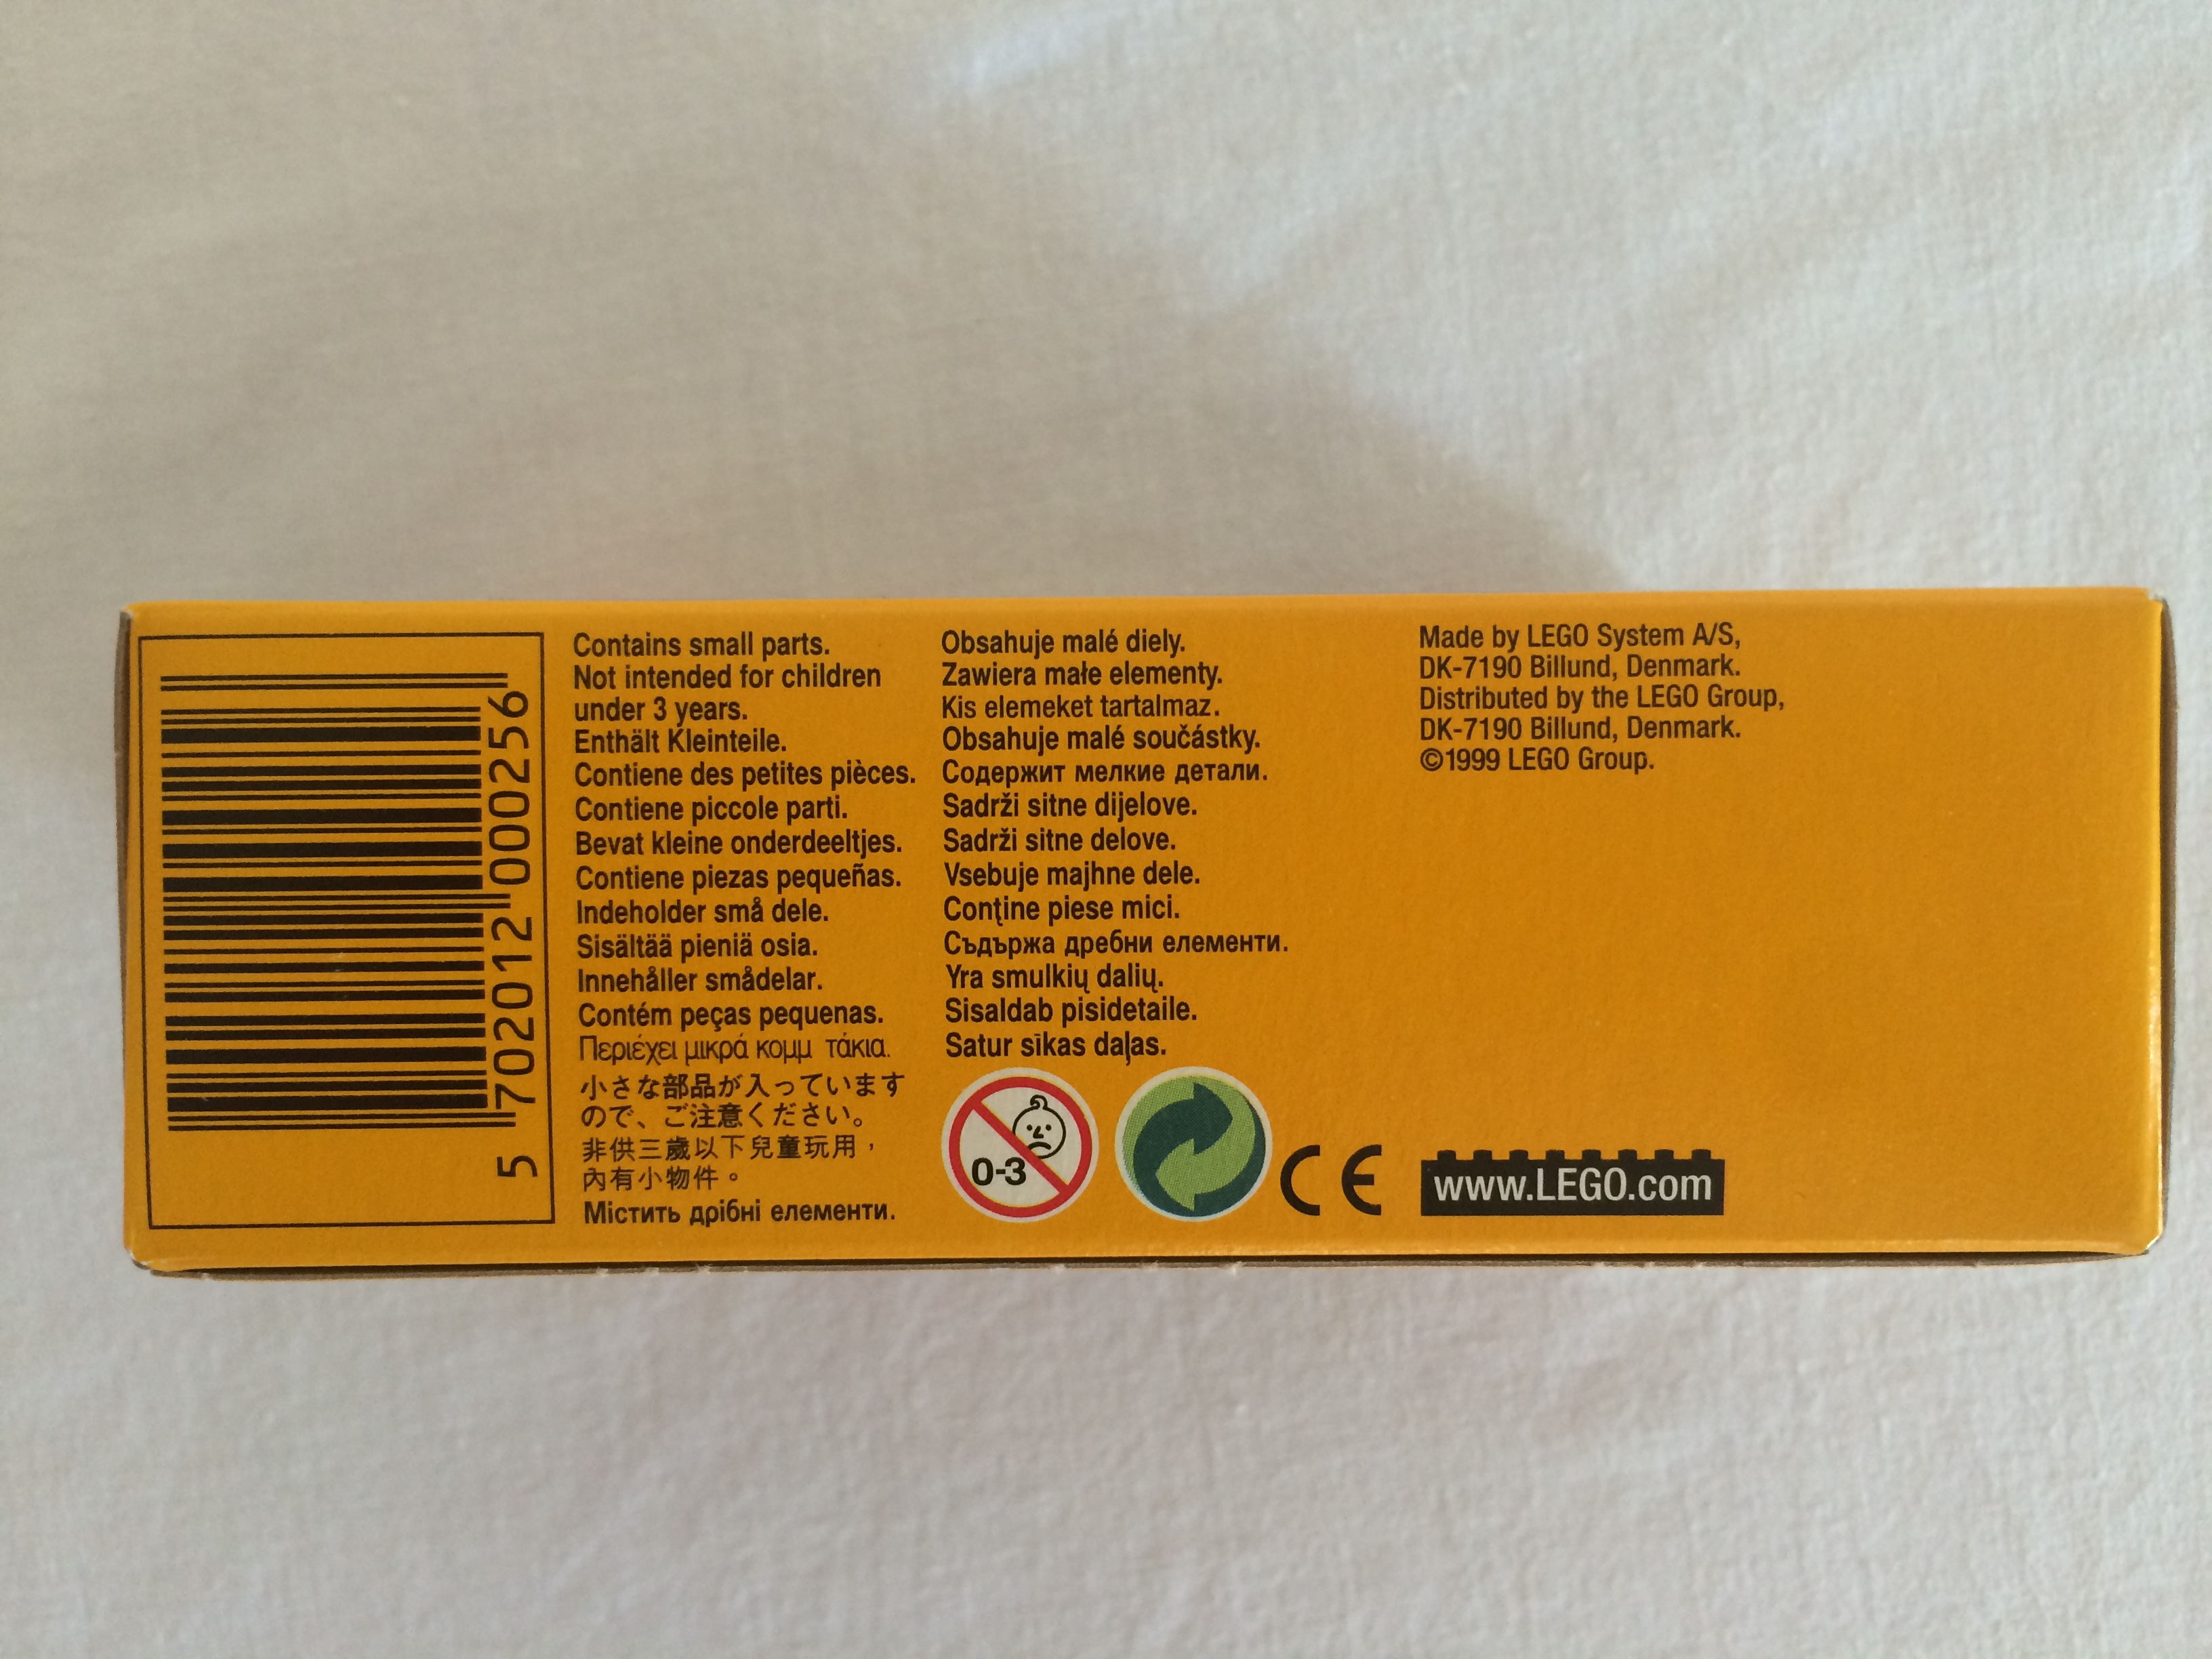 5 702012 000256
Contains small parts.
Not intended for children
under 3 years.
Enthält Kleinteile.
Contiene des petites pièces.
Contiene piccole parti.
Bevat kleine onderdeeltjes.
Contiene piezas pequeñas.
Indeholder små dele.
Sisältää pieniä osia.
Innehåller smådelar.
Contém peças pequenas.
Περιέχει μικρά κομμ τάκια.
小さな部品が入っています
ので、ご注意ください。
非供三歲以下兒童玩用，
內有小物件。
Містить дрібні елементи.
Obsahuje malé diely.
Zawiera małe elementy.
Kis elemeket tartalmaz.
Obsahuje malé součástky.
Содержит мелкие детали.
Sadrži sitne dijelove.
Sadrži sitne delove.
Vsebuje majhne dele.
Conţine piese mici.
Съдържа дребни елементи.
Yra smulkių dalių.
Sisaldab pisidetaile.
Satur sīkas daļas.
0-3
CE
Made by LEGO System A/S,
DK-7190 Billund, Denmark.
Distributed by the LEGO Group,
DK-7190 Billund, Denmark.
©1999 LEGO Group.
www.LEGO.com